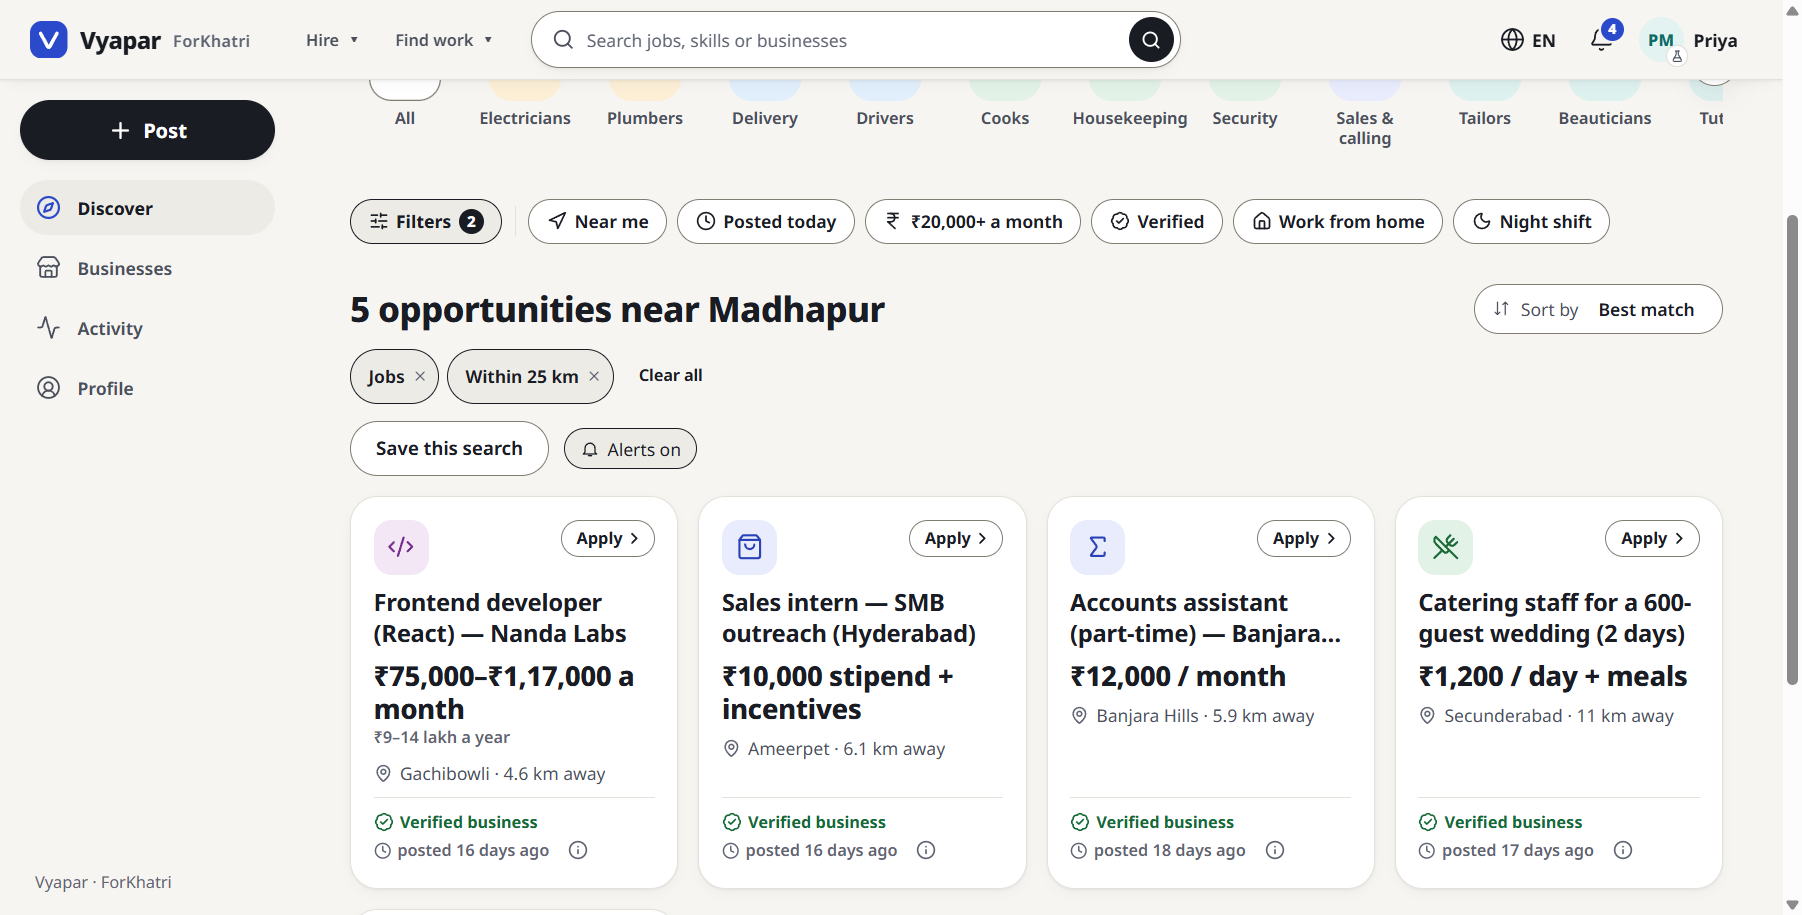 Vyapar ForKhatri
Hire
Find work
Search jobs, skills or businesses
EN
4
PM
Priya
Post
Discover
Businesses
Activity
Profile
Vyapar · ForKhatri
All
Electricians
Plumbers
Delivery
Drivers
Cooks
Housekeeping
Security
Sales &
calling
Tailors
Beauticians
Tut
Filters 2
Near me
Posted today
₹ ₹20,000+ a month
Verified
Work from home
Night shift
5 opportunities near Madhapur
Sort by Best match
Jobs ×
Within 25 km ×
Clear all
Save this search
Alerts on
</> Apply >
Frontend developer
(React) — Nanda Labs
₹75,000–₹1,17,000 a
month
₹9–14 lakh a year
Gachibowli · 4.6 km away
Verified business
posted 16 days ago
Apply >
Sales intern — SMB
outreach (Hyderabad)
₹10,000 stipend +
incentives
Ameerpet · 6.1 km away
Verified business
posted 16 days ago
Σ Apply >
Accounts assistant
(part-time) — Banjara...
₹12,000 / month
Banjara Hills · 5.9 km away
Verified business
posted 18 days ago
Apply >
Catering staff for a 600-
guest wedding (2 days)
₹1,200 / day + meals
Secunderabad · 11 km away
Verified business
posted 17 days ago